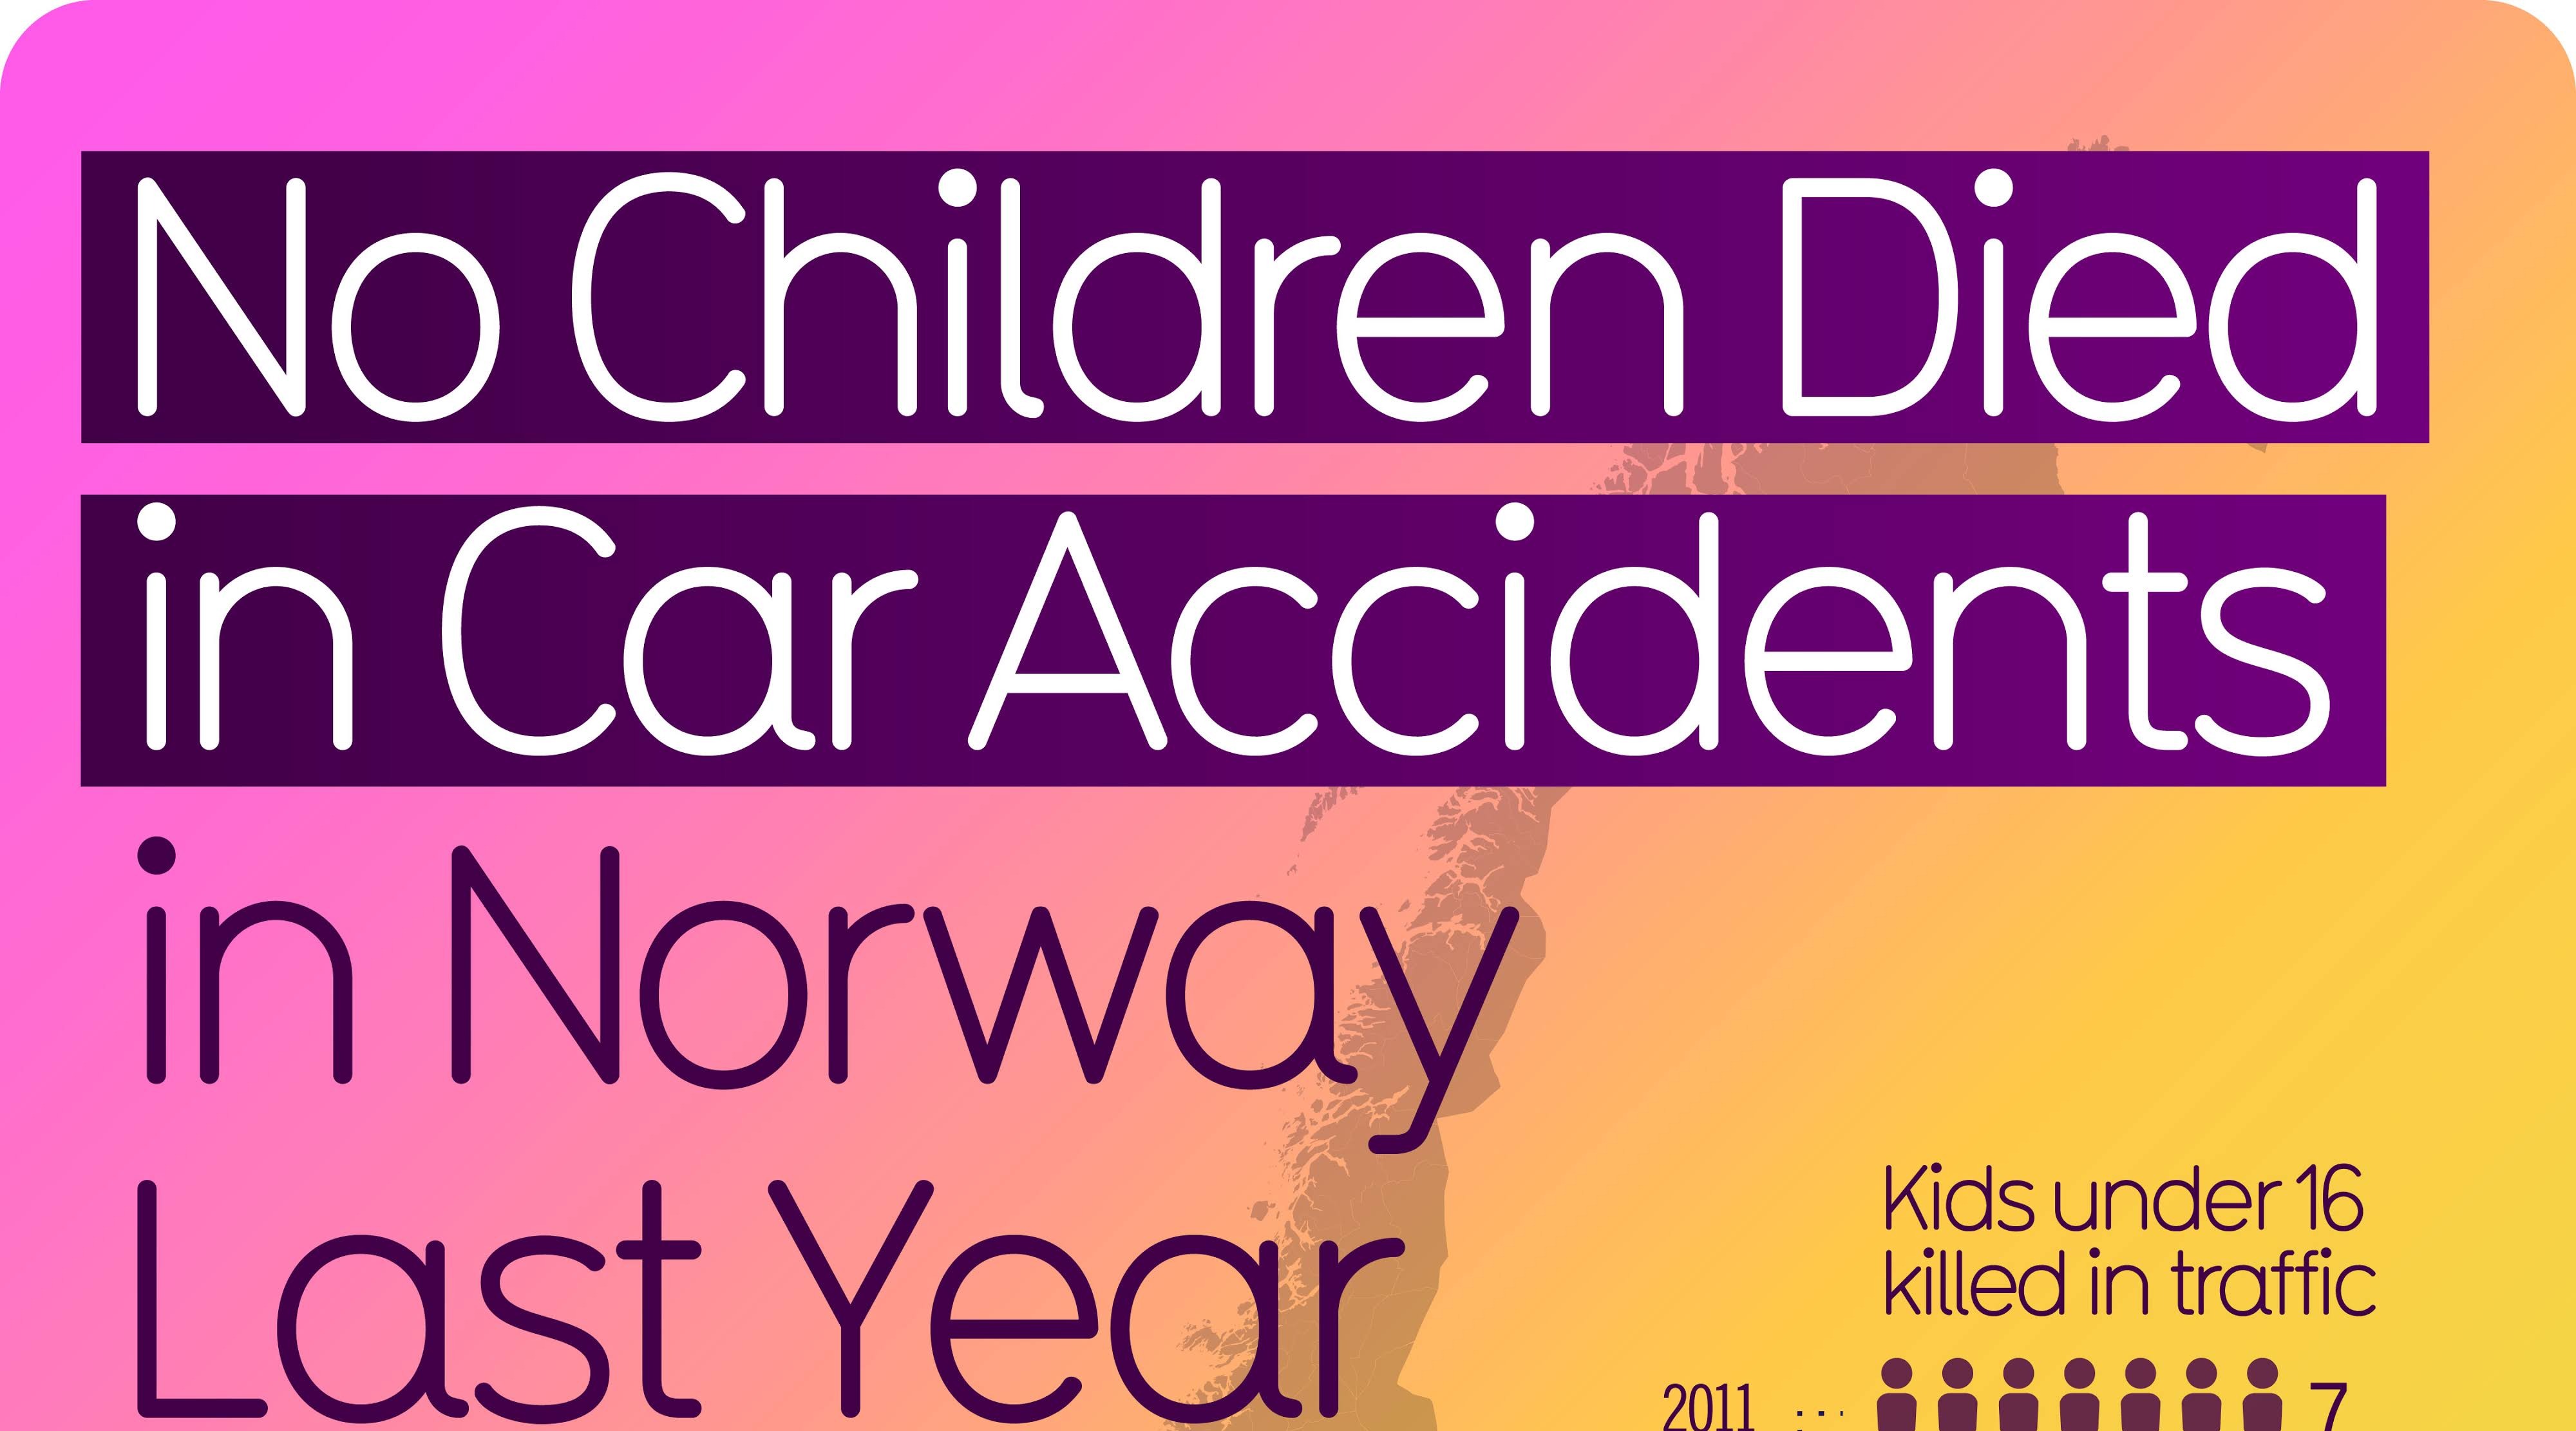 No Children Died
in Car Accidents
in Norway
Last Year
Kids under 16
killed in traffic
2011 ... 7